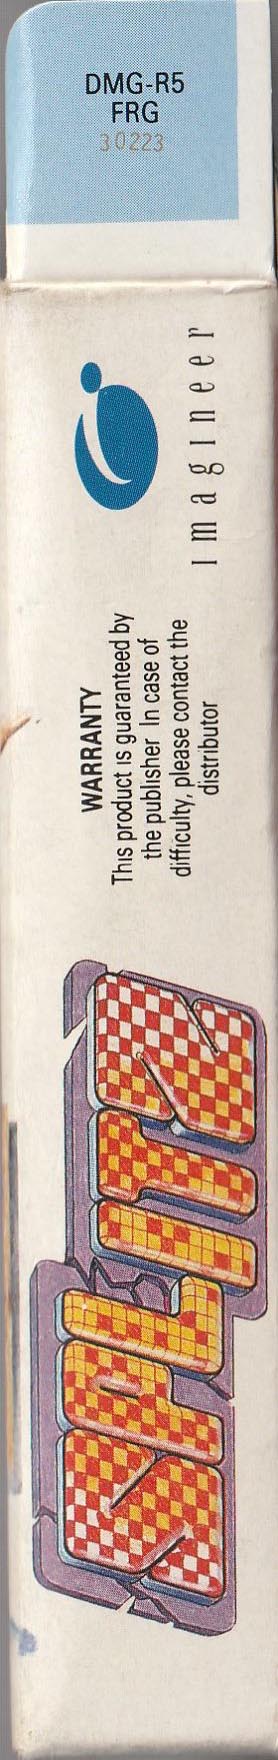 DMG-R5
FRG
30223
imagineer
WARRANTY
This product is guaranteed by
the publisher In case of
difficulty, please contact the
distributor
SPLITZ